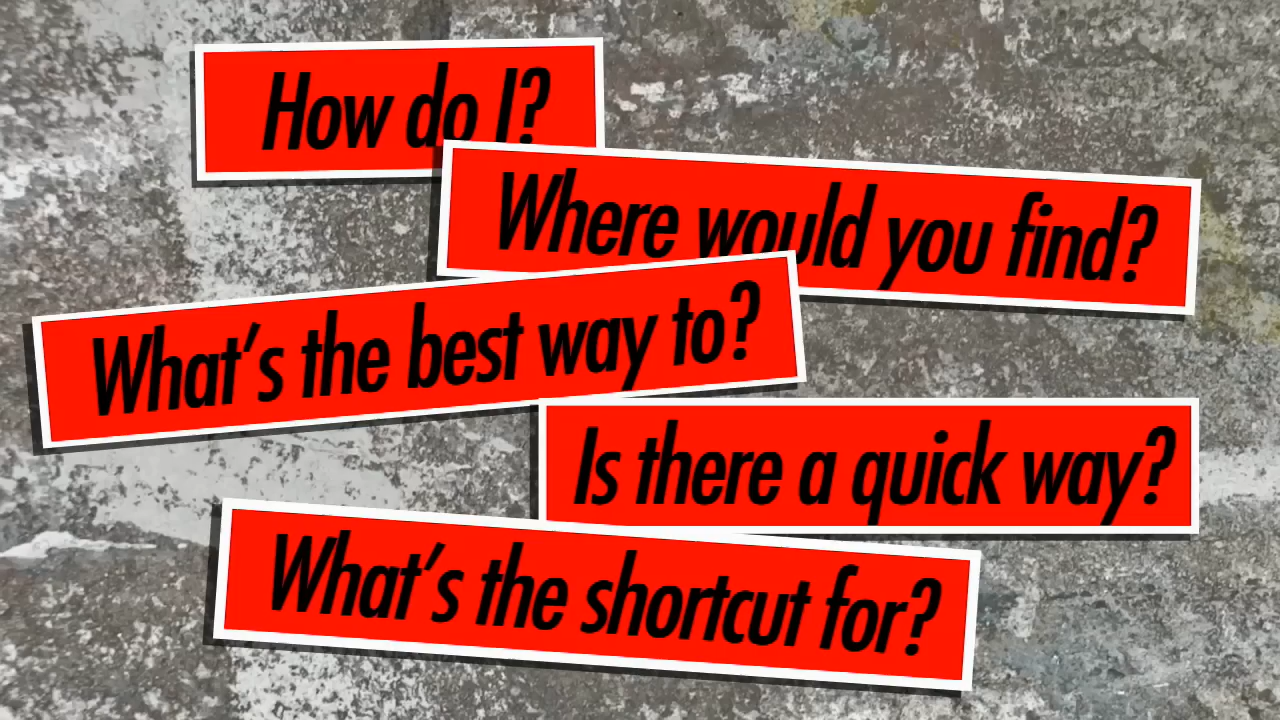 How do I?
Where would you find?
What's the best way to?
Is there a quick way?
What's the shortcut for?